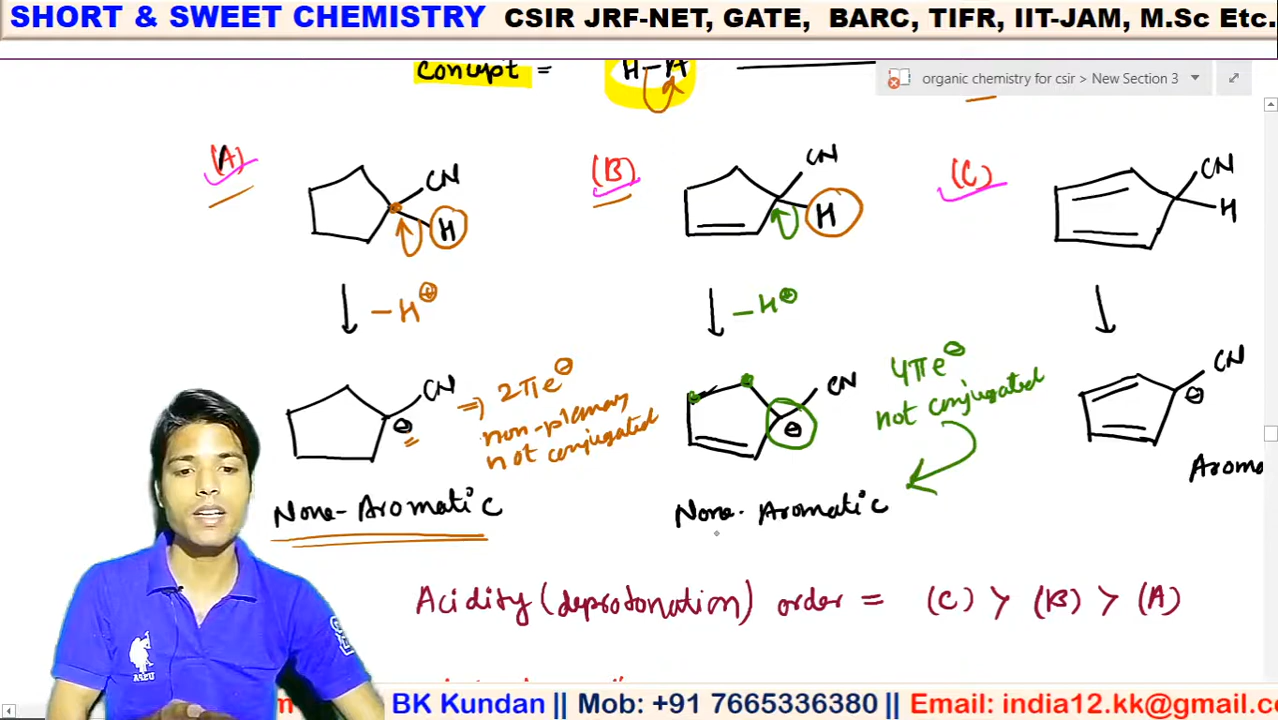 SHORT & SWEET CHEMISTRY CSIR JRF-NET, GATE, BARC, TIFR, IIT-JAM, M.Sc Etc.
Concept = H-A
organic chemistry for csir > New Section 3
(A) CN H
(B) CN H
(C) CN H
-H⊕
-H⊕
CN ⊖ ⇒ 2πe⊖
non-planar
not conjugated
CN ⊖ 4πe⊖
not conjugated
CN ⊖
None-Aromatic
None-Aromatic
Aroma
Acidity (deprotonation) order = (C) > (B) > (A)
BK Kundan || Mob: +91 7665336380 || Email: india12.kk@gmail.c